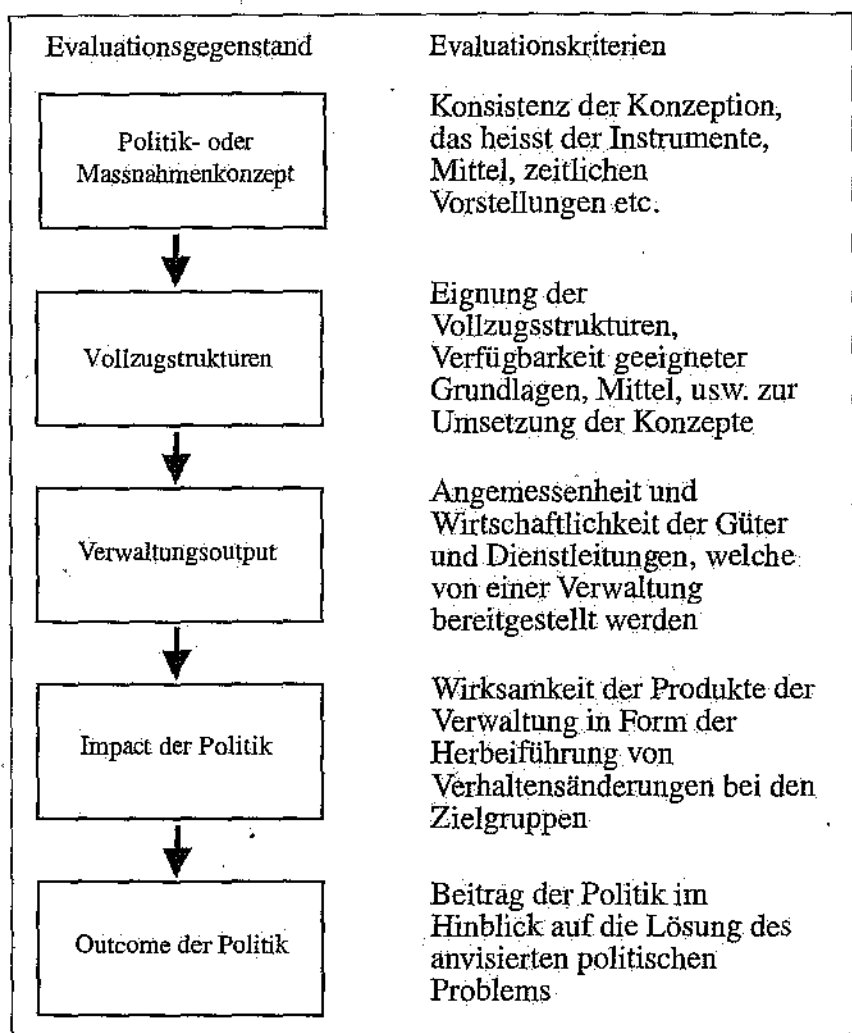 Evaluationsgegenstand Evaluationskriterien
Politik- oder
Massnahmenkonzept
Konsistenz der Konzeption,
das heisst der Instrumente,
Mittel, zeitlichen
Vorstellungen etc.
Vollzugstrukturen
Eignung der
Vollzugsstrukturen,
Verfügbarkeit geeigneter
Grundlagen, Mittel, usw. zur
Umsetzung der Konzepte
Verwaltungsoutput
Angemessenheit und
Wirtschaftlichkeit der Güter
und Dienstleitungen, welche
von einer Verwaltung
bereitgestellt werden
Impact der Politik
Wirksamkeit der Produkte der
Verwaltung in Form der
Herbeiführung von
Verhaltensänderungen bei den
Zielgruppen
Outcome der Politik
Beitrag der Politik im
Hinblick auf die Lösung des
anvisierten politischen
Problems